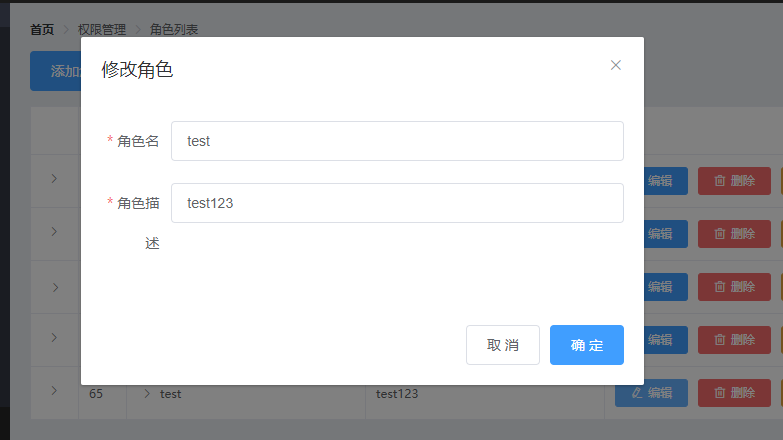 首页 权限管理 角色列表
添加
修改角色
* 角色名 test
* 角色描述 test123
取 消 确 定
编辑 删除
编辑 删除
编辑 删除
编辑 删除
65 test test123 编辑 删除